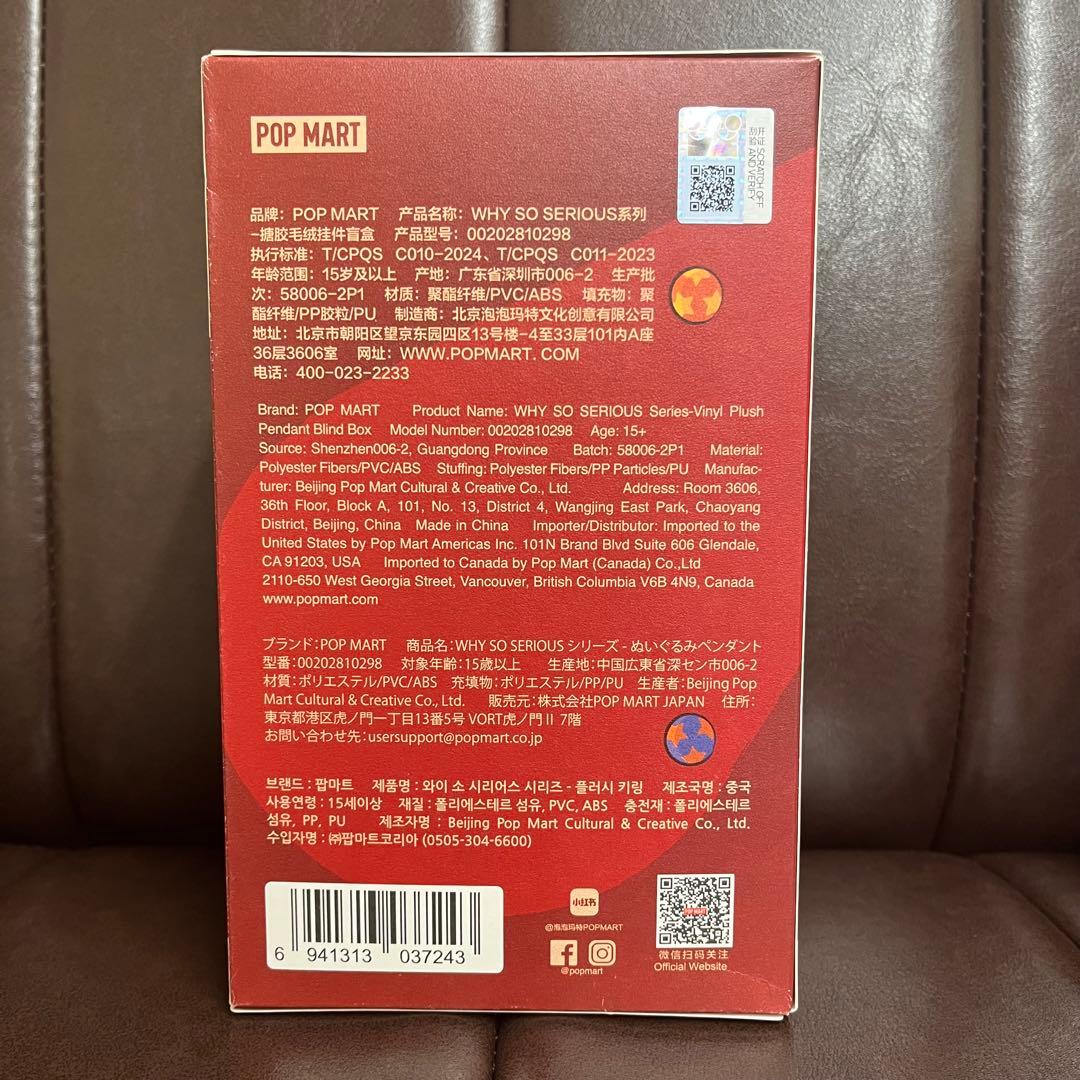 POP MART
开证 SCRATCH OFF
刮验 AND VERIFY
品牌：POP MART 产品名称：WHY SO SERIOUS系列
-搪胶毛绒挂件盲盒 产品型号：00202810298
执行标准：T/CPQS C010-2024、T/CPQS C011-2023
年龄范围：15岁及以上 产地：广东省深圳市006-2 生产批
次：58006-2P1 材质：聚酯纤维/PVC/ABS 填充物：聚
酯纤维/PP胶粒/PU 制造商：北京泡泡玛特文化创意有限公司
地址：北京市朝阳区望京东园四区13号楼-4至33层101内A座
36层3606室 网址：WWW.POPMART.COM
电话：400-023-2233
Brand: POP MART Product Name: WHY SO SERIOUS Series-Vinyl Plush
Pendant Blind Box Model Number: 00202810298 Age: 15+
Source: Shenzhen006-2, Guangdong Province Batch: 58006-2P1 Material:
Polyester Fibers/PVC/ABS Stuffing: Polyester Fibers/PP Particles/PU Manufac-
turer: Beijing Pop Mart Cultural & Creative Co., Ltd. Address: Room 3606,
36th Floor, Block A, 101, No. 13, District 4, Wangjing East Park, Chaoyang
District, Beijing, China Made in China Importer/Distributor: Imported to the
United States by Pop Mart Americas Inc. 101N Brand Blvd Suite 606 Glendale,
CA 91203, USA Imported to Canada by Pop Mart (Canada) Co.,Ltd
2110-650 West Georgia Street, Vancouver, British Columbia V6B 4N9, Canada
www.popmart.com
ブランド：POP MART 商品名：WHY SO SERIOUS シリーズ - ぬいぐるみペンダント
型番：00202810298 対象年齢：15歳以上 生産地：中国広東省深セン市006-2
材質：ポリエステル/PVC/ABS 充填物：ポリエステル/PP/PU 生産者：Beijing Pop
Mart Cultural & Creative Co., Ltd. 販売元：株式会社POP MART JAPAN 住所：
東京都港区虎ノ門一丁目13番5号 VORT虎ノ門Ⅱ 7階
お問い合わせ先：usersupport@popmart.co.jp
브랜드 : 팝마트 제품명 : 와이 소 시리어스 시리즈 - 플러시 키링 제조국명 : 중국
사용연령 : 15세이상 재질 : 폴리에스테르 섬유, PVC, ABS 충전재 : 폴리에스테르
섬유, PP, PU 제조자명 : Beijing Pop Mart Cultural & Creative Co., Ltd.
수입자명 : ㈜팝마트코리아 (0505-304-6600)
6 941313 037243
小红书
@泡泡玛特POPMART
@popmart
微信扫码关注
Official Website